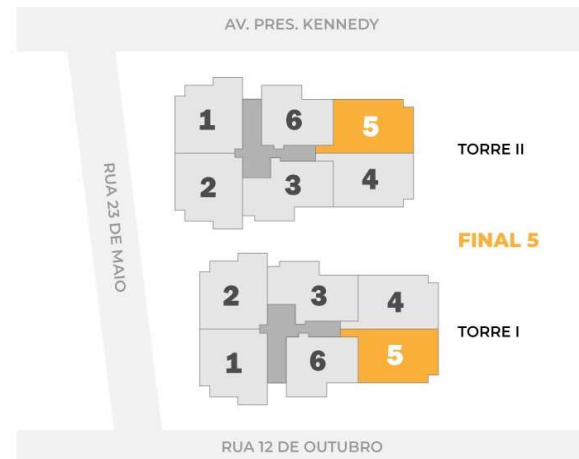 AV. PRES. KENNEDY
1
6
5
TORRE II
2
3
4
RUA 23 DE MAIO
FINAL 5
2
3
4
TORRE I
1
6
5
RUA 12 DE OUTUBRO